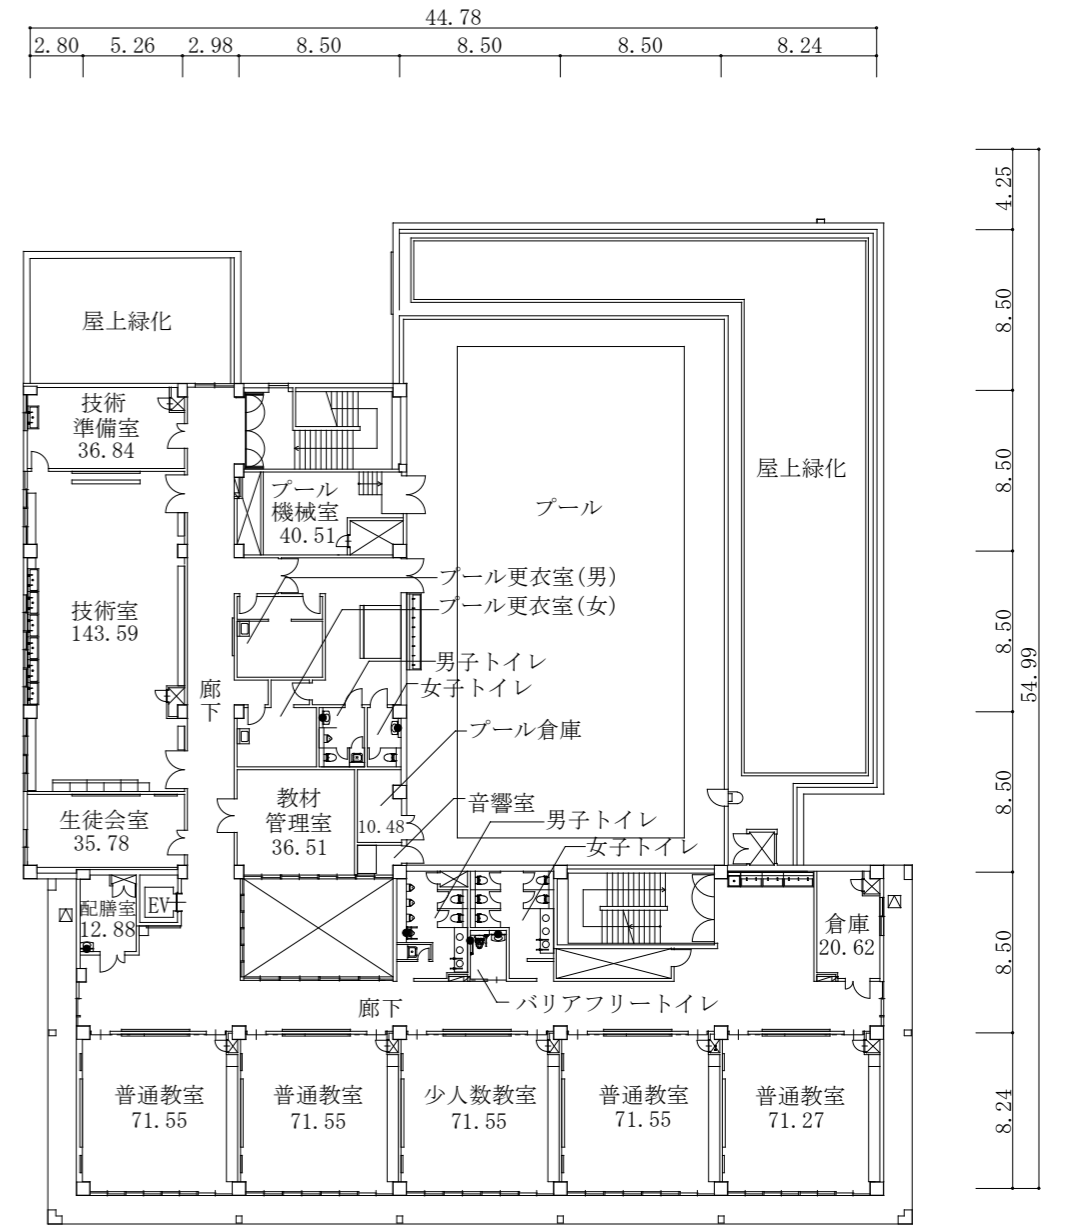 44.78
2.80 5.26 2.98 8.50 8.50 8.50 8.24
4.25
8.50
8.50
8.50
8.50
8.50
8.24
54.99
屋上緑化
技術
準備室
36.84
プール
機械室
40.51
プール
屋上緑化
プール更衣室(男)
プール更衣室(女)
技術室
143.59
男子トイレ
女子トイレ
廊下
プール倉庫
教材
管理室
36.51
10.48
音響室
生徒会室
35.78
男子トイレ
女子トイレ
配膳室
12.88
EV
倉庫
20.62
バリアフリートイレ
廊下
普通教室
71.55
普通教室
71.55
少人数教室
71.55
普通教室
71.55
普通教室
71.27